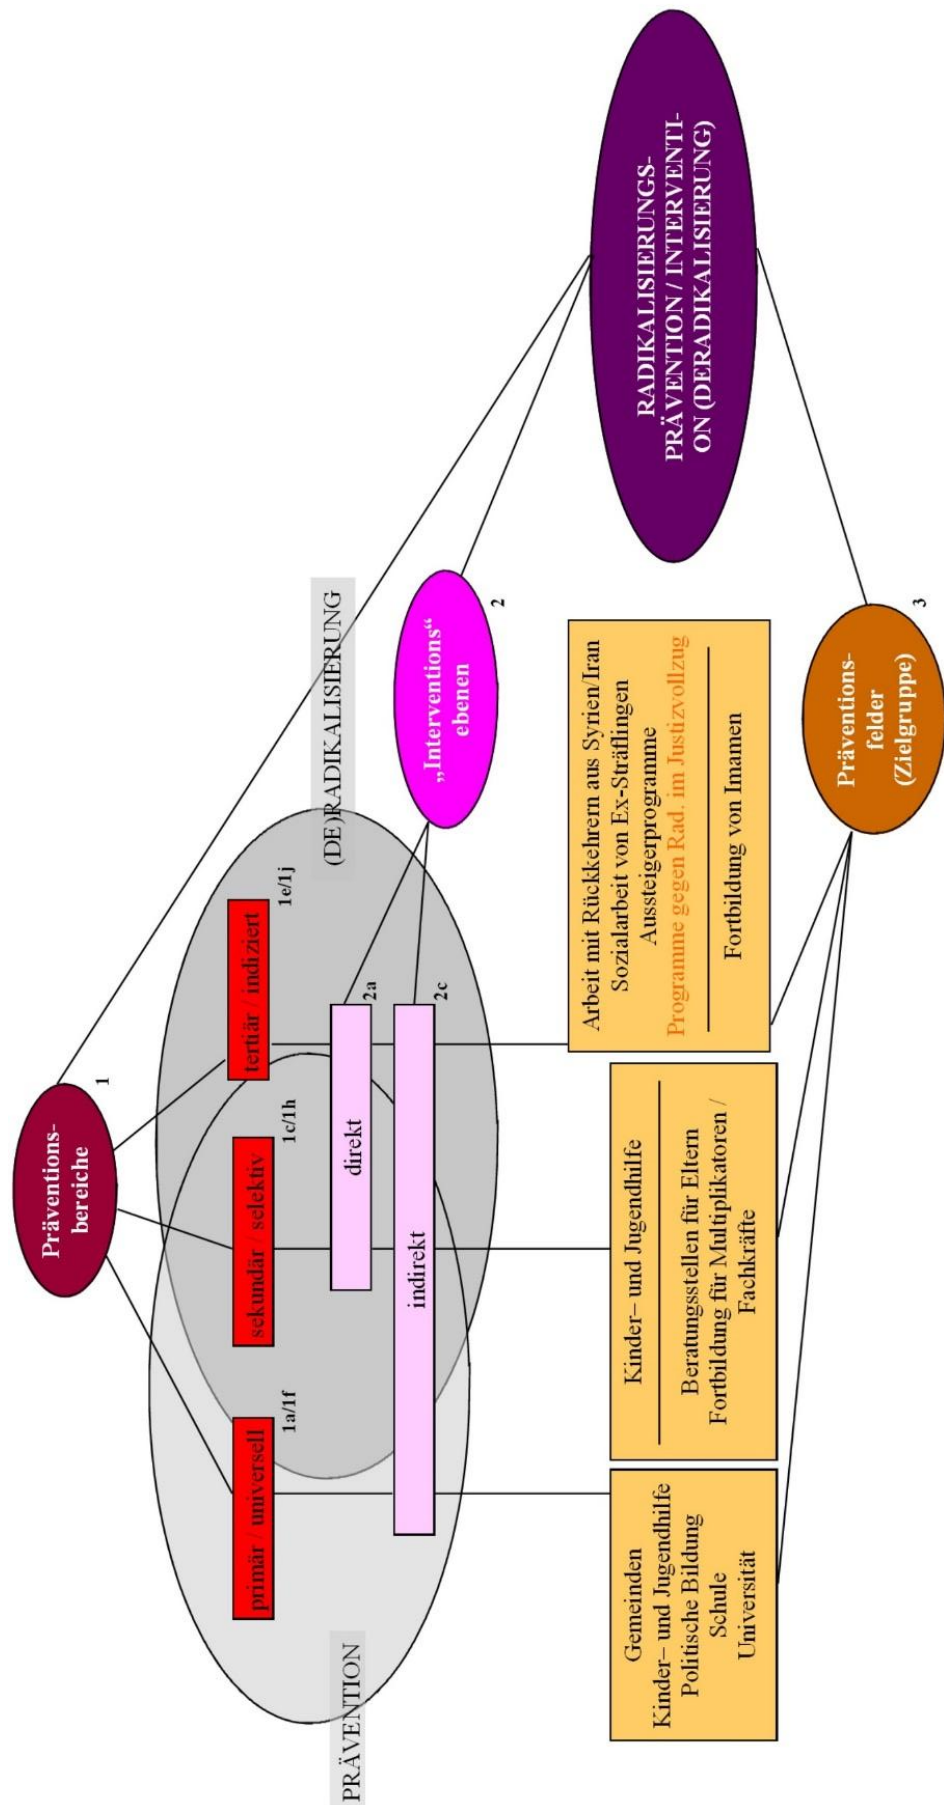 Präventions-
bereiche
1
(DE)RADIKALISIERUNG
PRÄVENTION
primär / universell
1a/1f
sekundär / selektiv
1c/1h
tertiär / indiziert
1e/1j
direkt
2a
indirekt
2c
„Interventions“
ebenen
2
RADIKALISIERUNGS-
PRÄVENTION / INTERVENTI-
ON (DERADIKALISIERUNG)
Gemeinden
Kinder– und Jugendhilfe
Politische Bildung
Schule
Universität
Kinder– und Jugendhilfe
Beratungsstellen für Eltern
Fortbildung für Multiplikatoren /
Fachkräfte
Arbeit mit Rückkehrern aus Syrien/Iran
Sozialarbeit von Ex-Sträflingen
Aussteigerprogramme
Programme gegen Rad. im Justizvollzug
Fortbildung von Imamen
Präventions-
felder
(Zielgruppe)
3